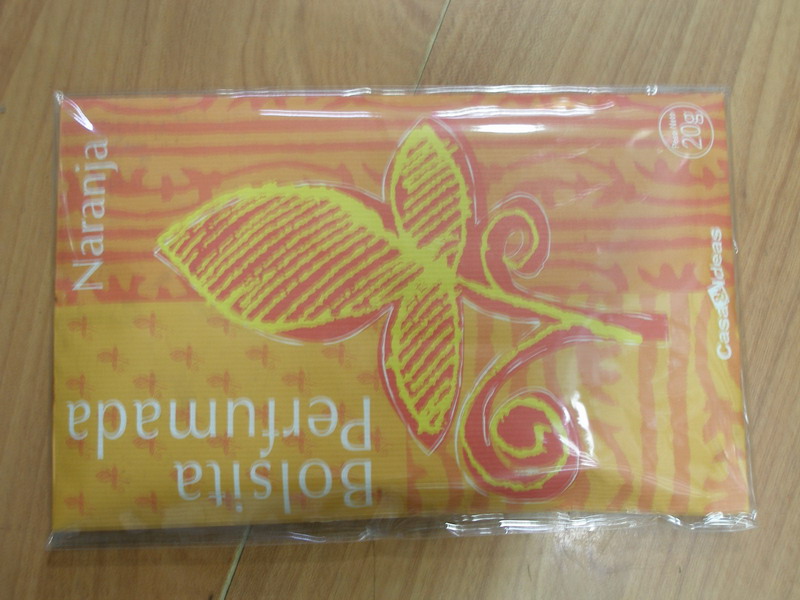 Bolsita
Perfumada
Naranja
Casa&Ideas
20g